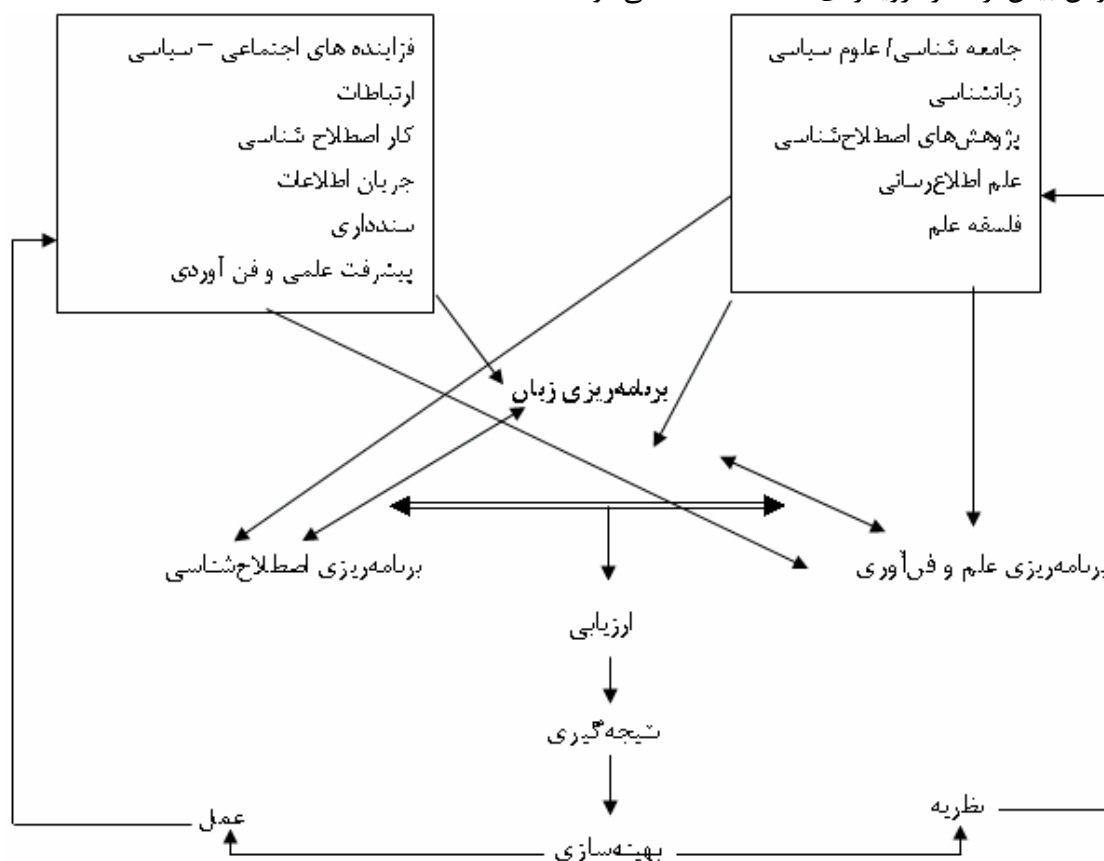 جامعه شناسی/ علوم سیاسی
زبانشناسی
پژوهش‌های اصطلاح‌شناسی
علم اطلاع‌رسانی
فلسفه علم
فزاینده های اجتماعی – سیاسی
ارتباطات
کار اصطلاح شناسی
جریان اطلاعات
سندداری
پیشرفت علمی و فن آوردی
برنامه‌ریزی زبان
برنامه‌ریزی علم و فن‌آوری
برنامه‌ریزی اصطلاح‌شناسی
ارزیابی
نتیجه‌گیری
نظریه
عمل
بهینه‌سازی